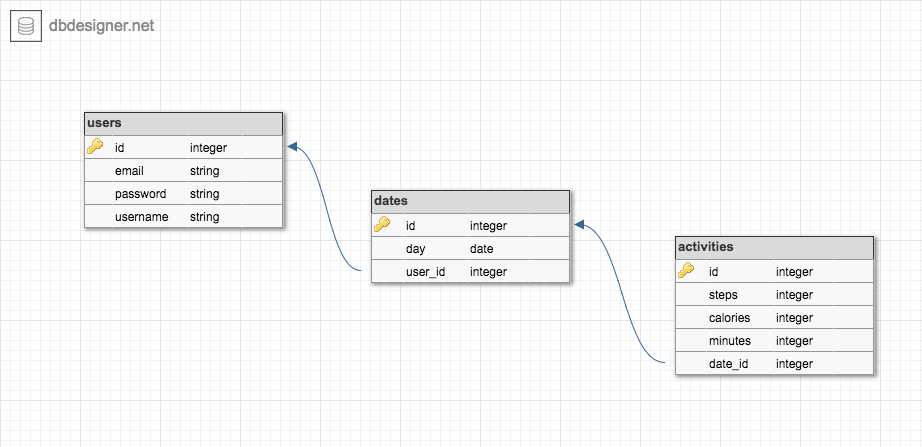 dbdesigner.net
users
id integer
email string
password string
username string
dates
id integer
day date
user_id integer
activities
id integer
steps integer
calories integer
minutes integer
date_id integer